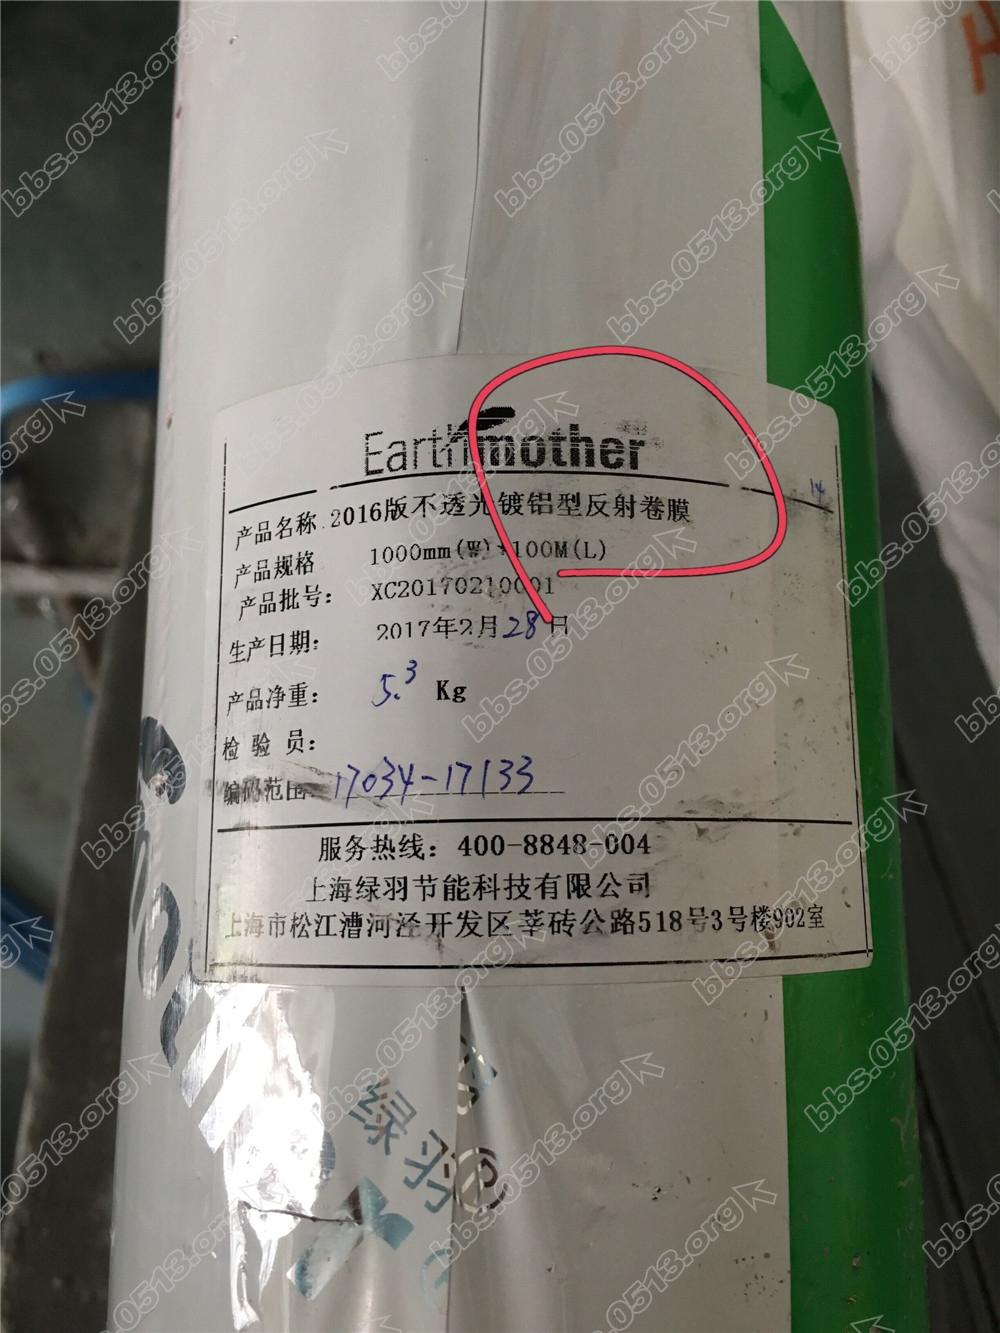 Earthmother
14
产品名称 2016版不透光镀铝型反射卷膜
产品规格 1000mm(W)*100M(L)
产品批号: XC20170210001
生产日期: 2017年2月28日
产品净重: 5.3 Kg
检 验 员:
编码范围: 17034-17133
服务热线: 400-8848-004
上海绿羽节能科技有限公司
上海市松江漕河泾开发区莘砖公路518号3号楼902室
绿羽®
bbs.0513.org